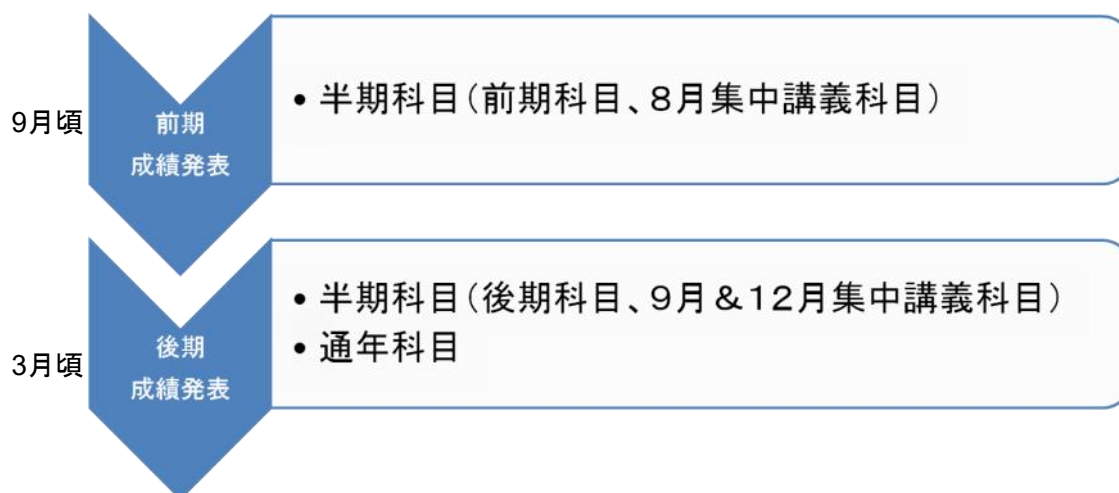 9月頃
前期
成績発表
• 半期科目(前期科目、8月集中講義科目)
3月頃
後期
成績発表
• 半期科目(後期科目、9月&12月集中講義科目)
• 通年科目